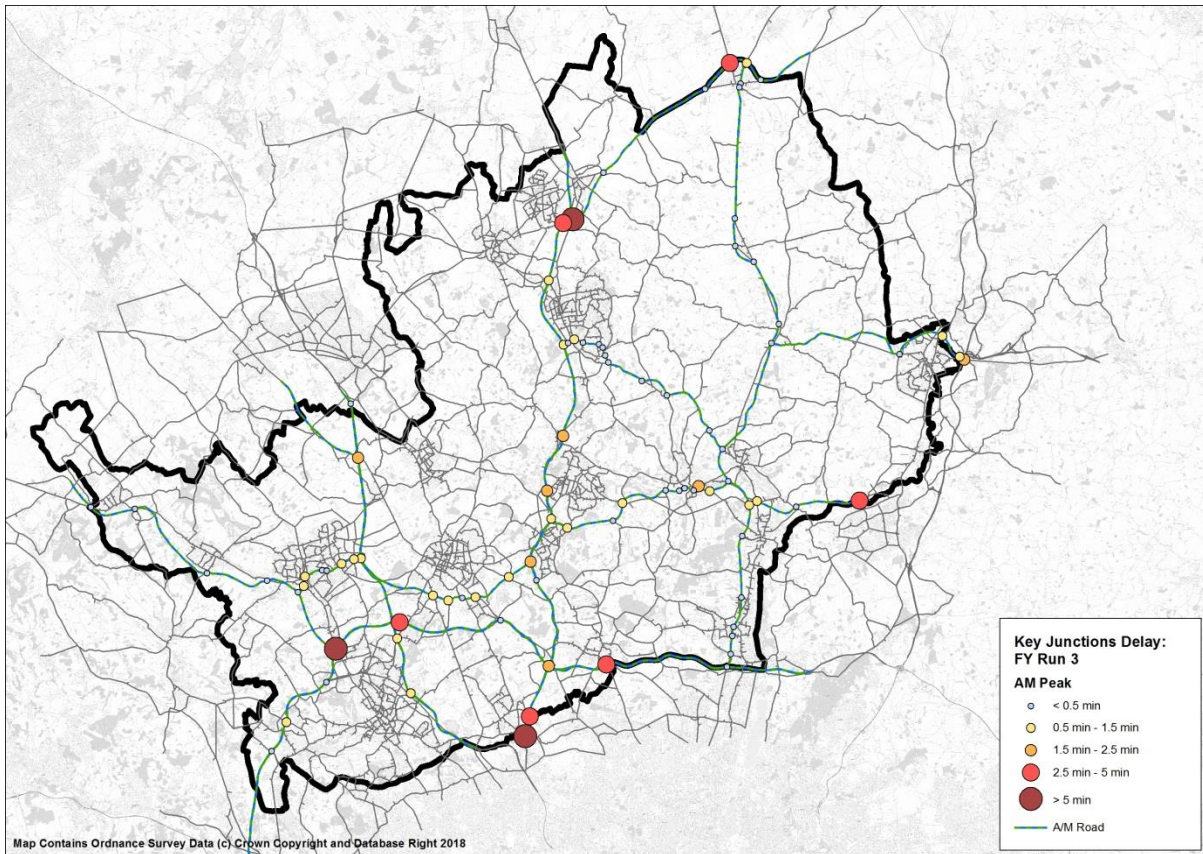 Key Junctions Delay:
FY Run 3
AM Peak
< 0.5 min
0.5 min - 1.5 min
1.5 min - 2.5 min
2.5 min - 5 min
> 5 min
A/M Road
Map Contains Ordnance Survey Data (c) Crown Copyright and Database Right 2018